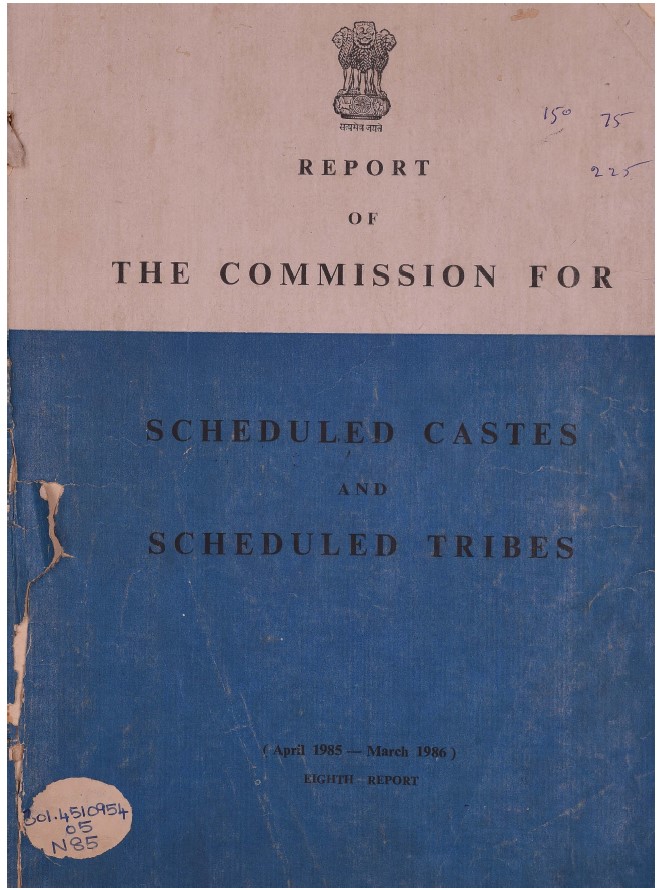 सत्यमेव जयते
150 75
225
REPORT
OF
THE COMMISSION FOR
SCHEDULED CASTES
AND
SCHEDULED TRIBES
( April 1985 — March 1986 )
EIGHTH REPORT
301.4510954
05
N85